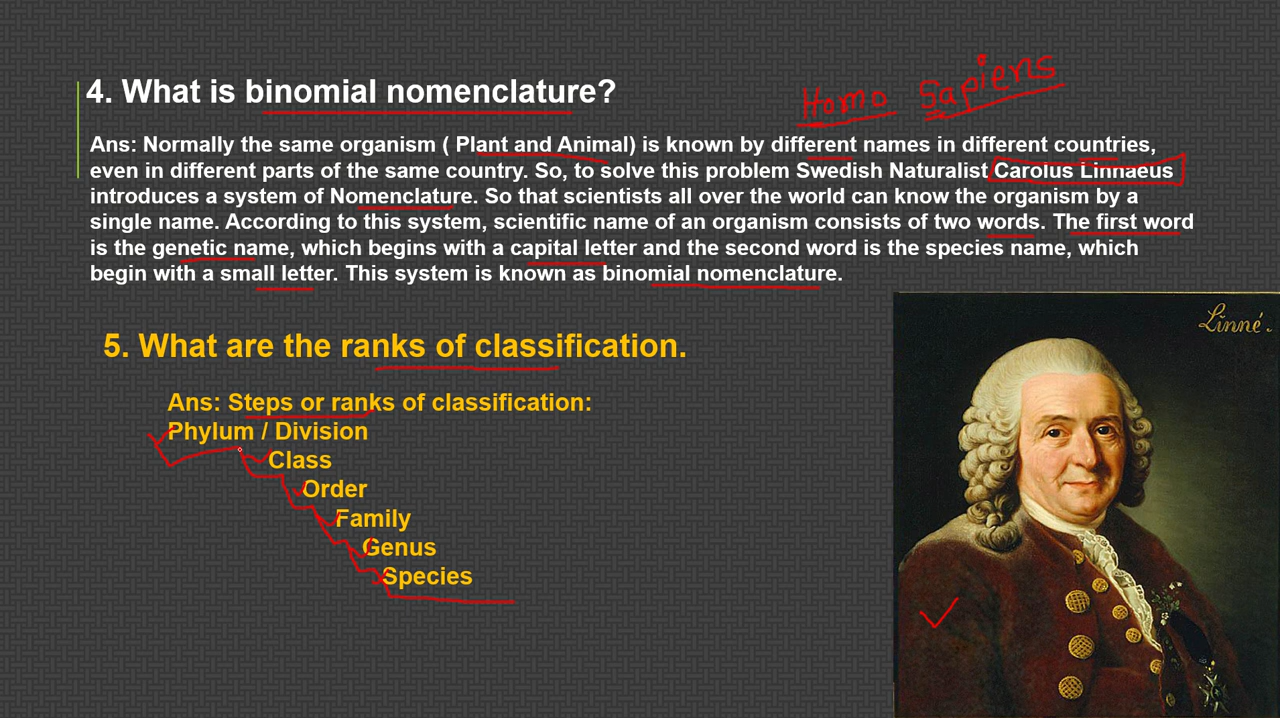 Homo Sapiens
4. What is binomial nomenclature?
Ans: Normally the same organism ( Plant and Animal) is known by different names in different countries,
even in different parts of the same country. So, to solve this problem Swedish Naturalist Carolus Linnaeus
introduces a system of Nomenclature. So that scientists all over the world can know the organism by a
single name. According to this system, scientific name of an organism consists of two words. The first word
is the genetic name, which begins with a capital letter and the second word is the species name, which
begin with a small letter. This system is known as binomial nomenclature.
Linné.
5. What are the ranks of classification.
Ans: Steps or ranks of classification:
Phylum / Division
Class
Order
Family
Genus
Species